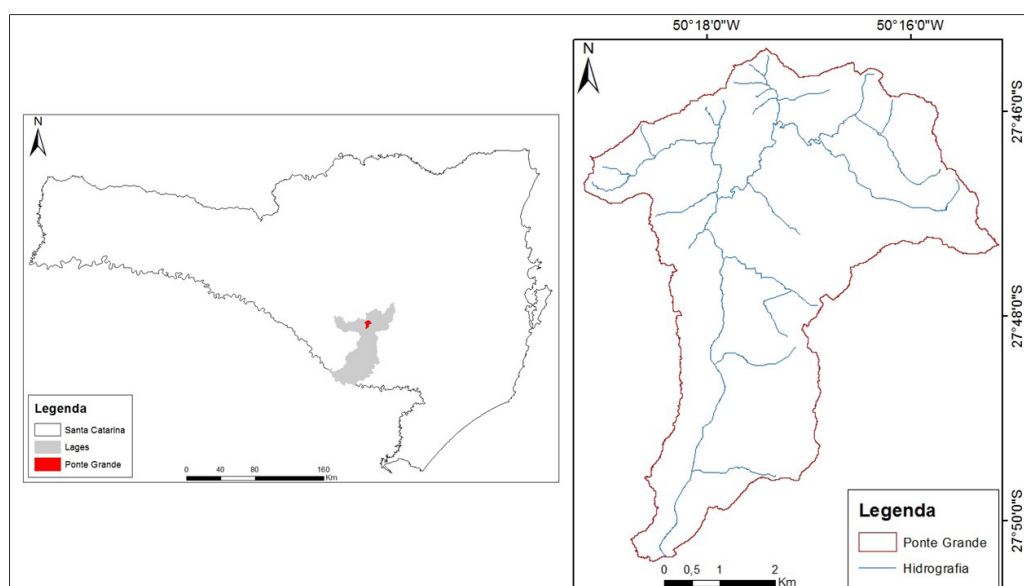 N
Legenda
Santa Catarina
Lages
Ponte Grande
0 40 80 160
Km
50°18'0"W 50°16'0"W
N
27°46'0"S
27°48'0"S
27°50'0"S
Legenda
Ponte Grande
Hidrografia
0 0,5 1 2
Km